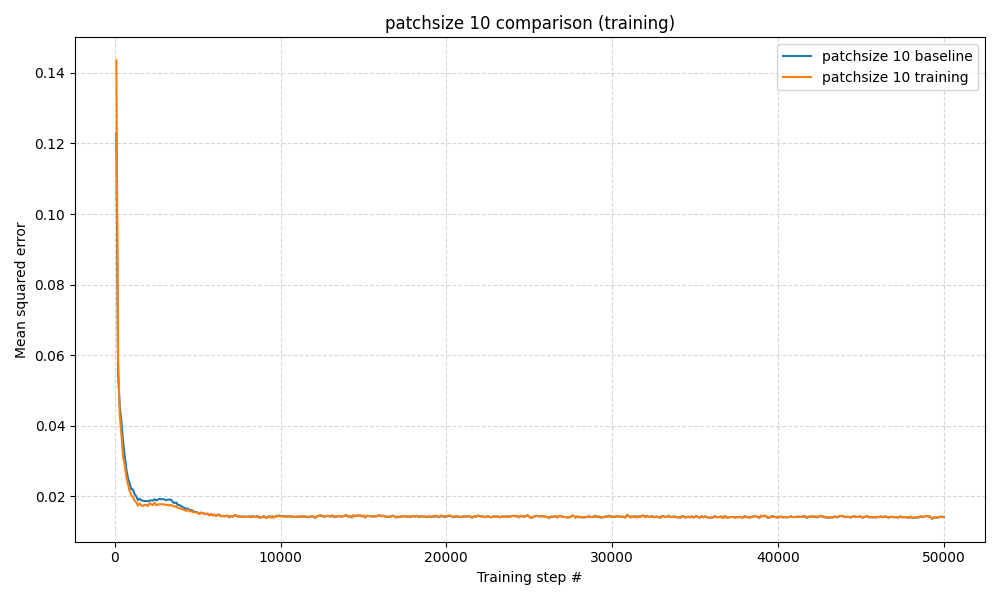 patchsize 10 comparison (training)
patchsize 10 baseline
patchsize 10 training
Mean squared error
0.14
0.12
0.10
0.08
0.06
0.04
0.02
0
10000
20000
30000
40000
50000
Training step #